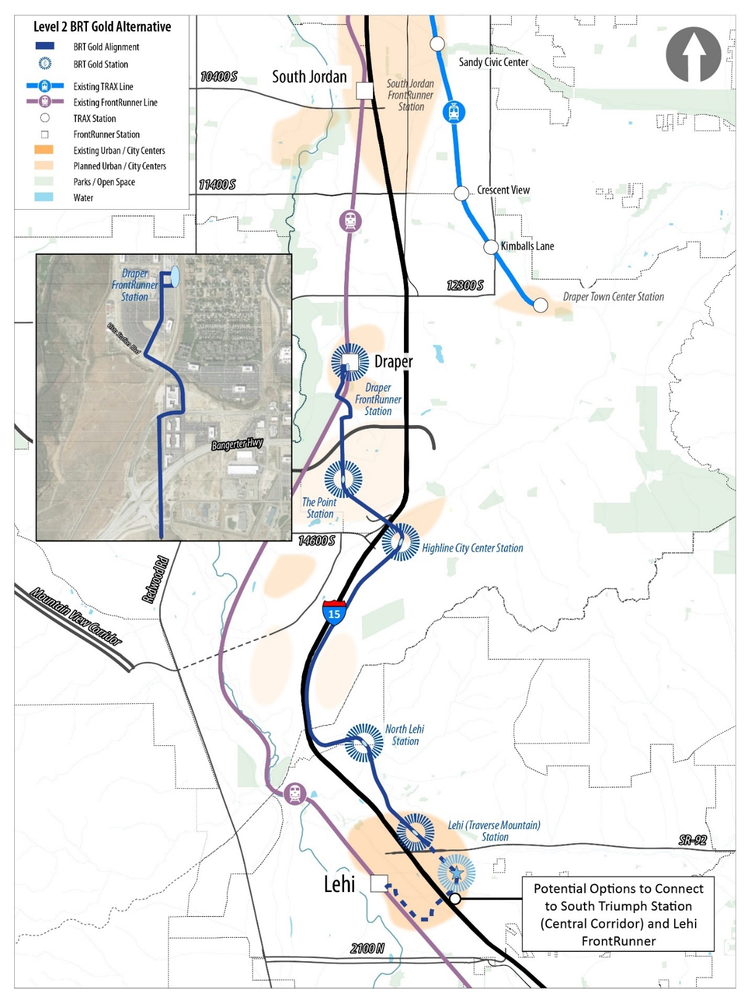 Level 2 BRT Gold Alternative
BRT Gold Alignment
BRT Gold Station
Existing TRAX Line
Existing FrontRunner Line
TRAX Station
FrontRunner Station
Existing Urban / City Centers
Planned Urban / City Centers
Parks / Open Space
Water
Sandy Civic Center
10400 S
South Jordan
South Jordan
FrontRunner
Station
11400 S
Crescent View
Kimballs Lane
12300 S
Draper Town Center Station
Draper
FrontRunner
Station
Vista Station Blvd
Bangerter Hwy
Draper
Draper
FrontRunner
Station
The Point
Station
14600 S
Highline City Center Station
Redwood Rd
Mountain View Corridor
15
North Lehi
Station
Lehi (Traverse Mountain)
Station
SR-92
Lehi
Potential Options to Connect
to South Triumph Station
(Central Corridor) and Lehi
FrontRunner
2100 N